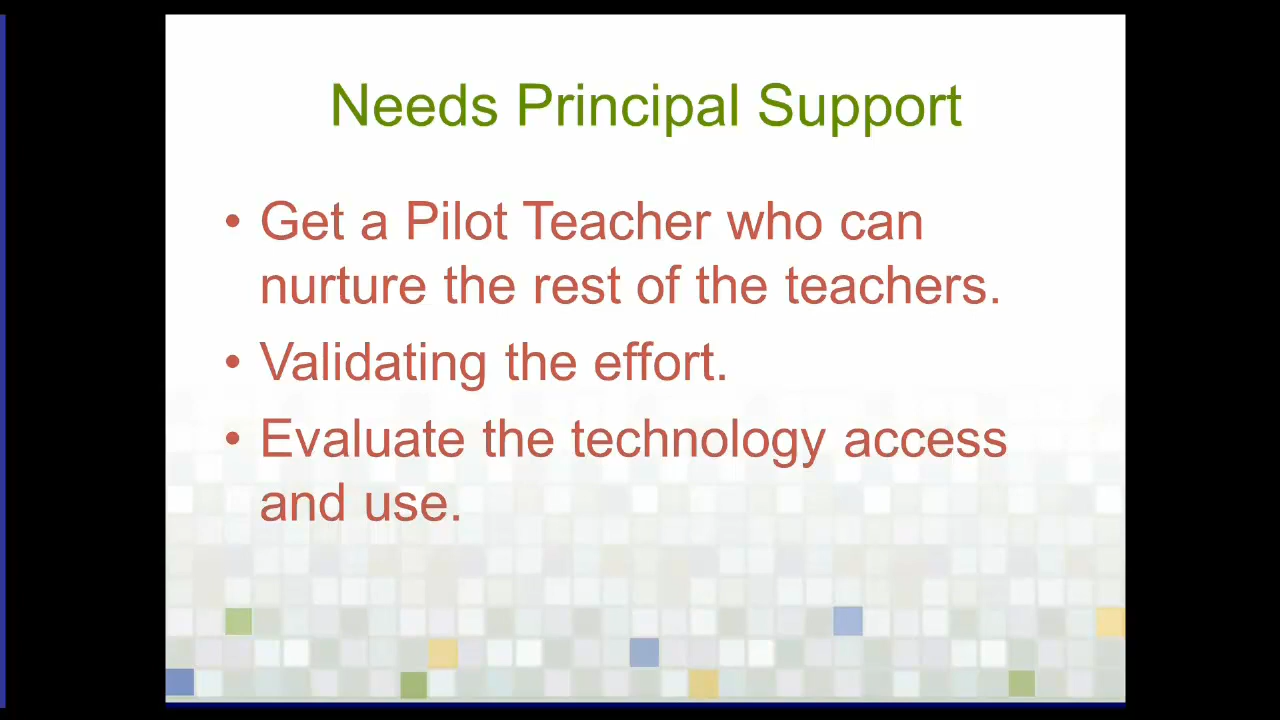 Needs Principal Support
• Get a Pilot Teacher who can
nurture the rest of the teachers.
• Validating the effort.
• Evaluate the technology access
and use.